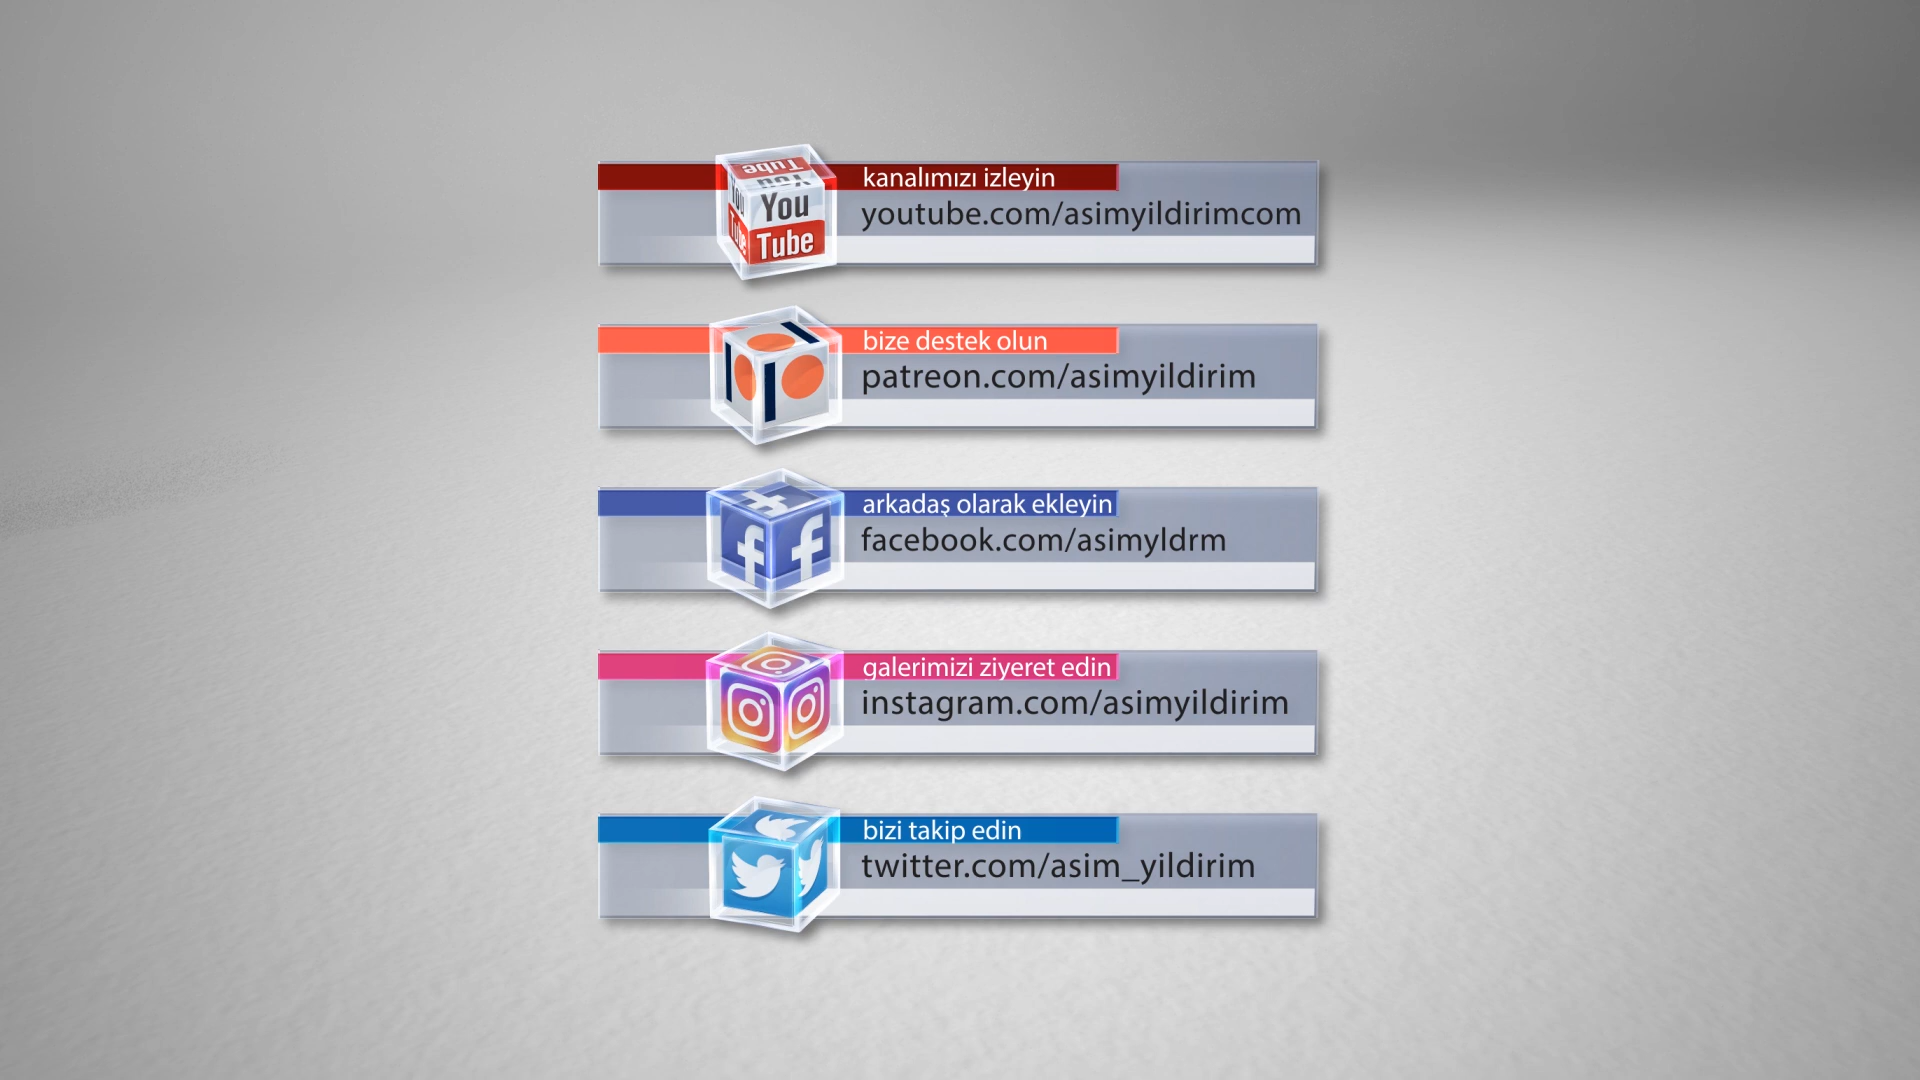 You
Tube
kanalımızı izleyin
youtube.com/asimyildirimcom
bize destek olun
patreon.com/asimyildirim
arkadaş olarak ekleyin
facebook.com/asimyldrm
galerimizi ziyeret edin
instagram.com/asimyildirim
bizi takip edin
twitter.com/asim_yildirim